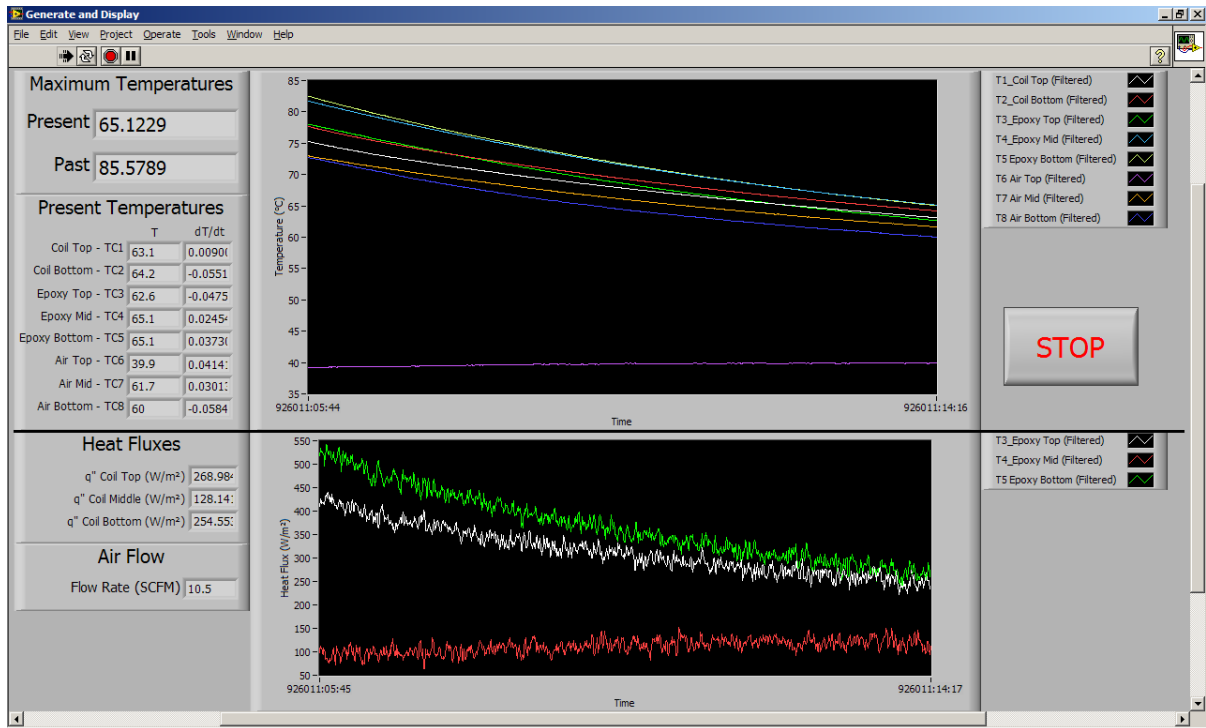 Generate and Display
File Edit View Project Operate Tools Window Help
Maximum Temperatures
Present 65.1229
Past 85.5789
Present Temperatures
T dT/dt
Coil Top - TC1 63.1 0.0090
Coil Bottom - TC2 64.2 -0.0551
Epoxy Top - TC3 62.6 -0.0475
Epoxy Mid - TC4 65.1 0.0245
Epoxy Bottom - TC5 65.1 0.0373
Air Top - TC6 39.9 0.0414
Air Mid - TC7 61.7 0.0301
Air Bottom - TC8 60 -0.0584
Heat Fluxes
q" Coil Top (W/m²) 268.98
q" Coil Middle (W/m²) 128.14
q" Coil Bottom (W/m²) 254.55
Air Flow
Flow Rate (SCFM) 10.5
Temperature (ºC)
85
80
75
70
65
60
55
50
45
40
35
926011:05:44 926011:14:16
Time
T1_Coil Top (Filtered)
T2_Coil Bottom (Filtered)
T3_Epoxy Top (Filtered)
T4_Epoxy Mid (Filtered)
T5 Epoxy Bottom (Filtered)
T6 Air Top (Filtered)
T7 Air Mid (Filtered)
T8 Air Bottom (Filtered)
STOP
Heat Flux (W/m²)
550
500
450
400
350
300
250
200
150
100
50
926011:05:45 926011:14:17
Time
T3_Epoxy Top (Filtered)
T4_Epoxy Mid (Filtered)
T5 Epoxy Bottom (Filtered)